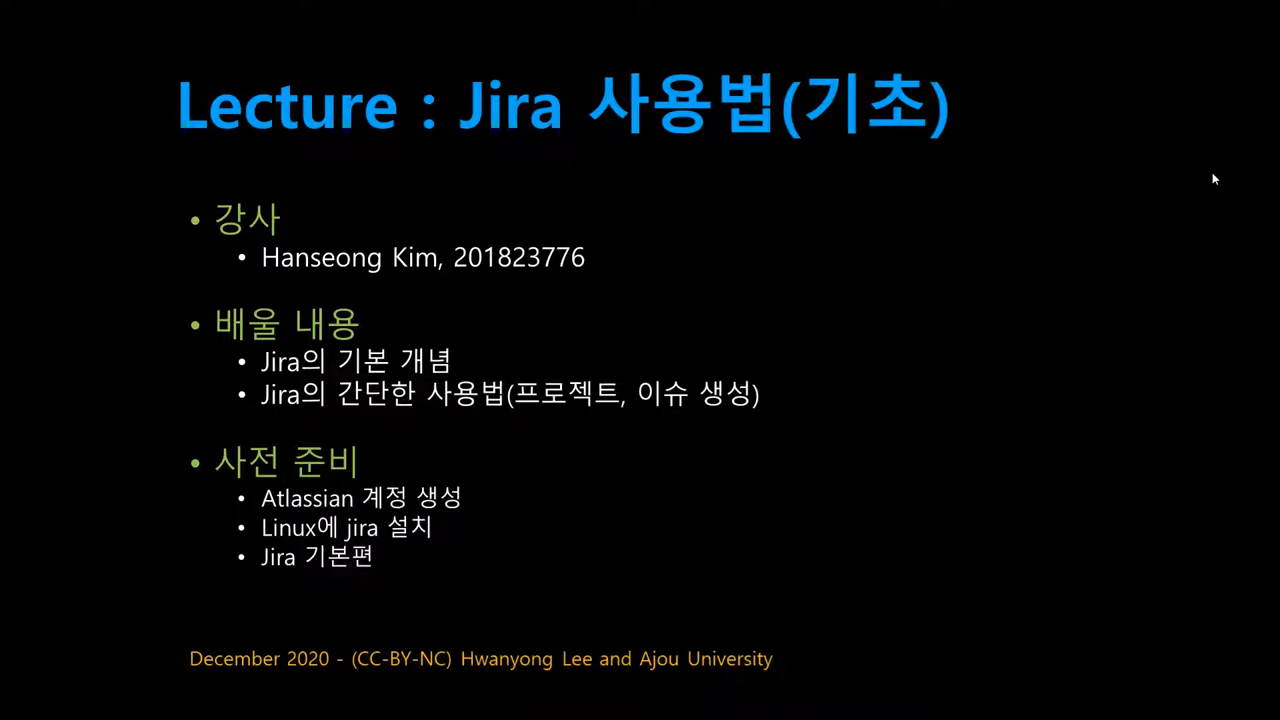 Lecture : Jira 사용법(기초)
• 강사
• Hanseong Kim, 201823776
• 배울 내용
• Jira의 기본 개념
• Jira의 간단한 사용법(프로젝트, 이슈 생성)
• 사전 준비
• Atlassian 계정 생성
• Linux에 jira 설치
• Jira 기본편
December 2020 - (CC-BY-NC) Hwanyong Lee and Ajou University